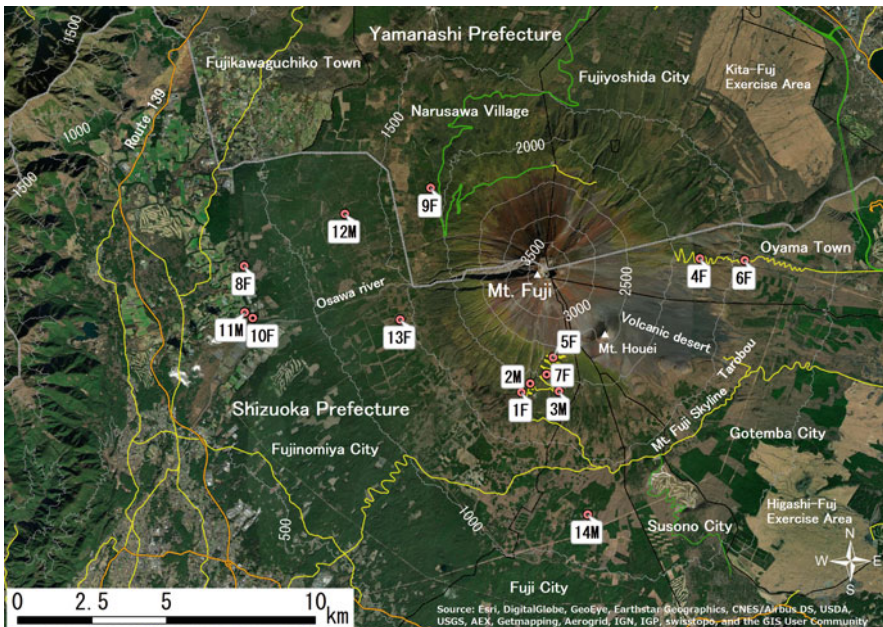 1500
Yamanashi Prefecture
Fujikawaguchiko Town
Fujiyoshida City
Kita-Fuj
Exercise Area
Route 139
1000
Narusawa Village
1500
2000
1500
9F
12M
3500
Oyama Town
8F
Mt. Fuji
2500
4F
6F
Osawa river
3000
Volcanic desert
11M
10F
13F
5F
Mt. Houei
2M
7F
Tarobou
1F
3M
Shizuoka Prefecture
Mt. Fuji Skyline
Fujinomiya City
Gotemba City
500
1000
14M
Susono City
Higashi-Fuj
Exercise Area
N
W E
S
Fuji City
0 2.5 5 10
km
Source: Esri, DigitalGlobe, GeoEye, Earthstar Geographics, CNES/Airbus DS, USDA,
USGS, AEX, Getmapping, Aerogrid, IGN, IGP, swisstopo, and the GIS User Community